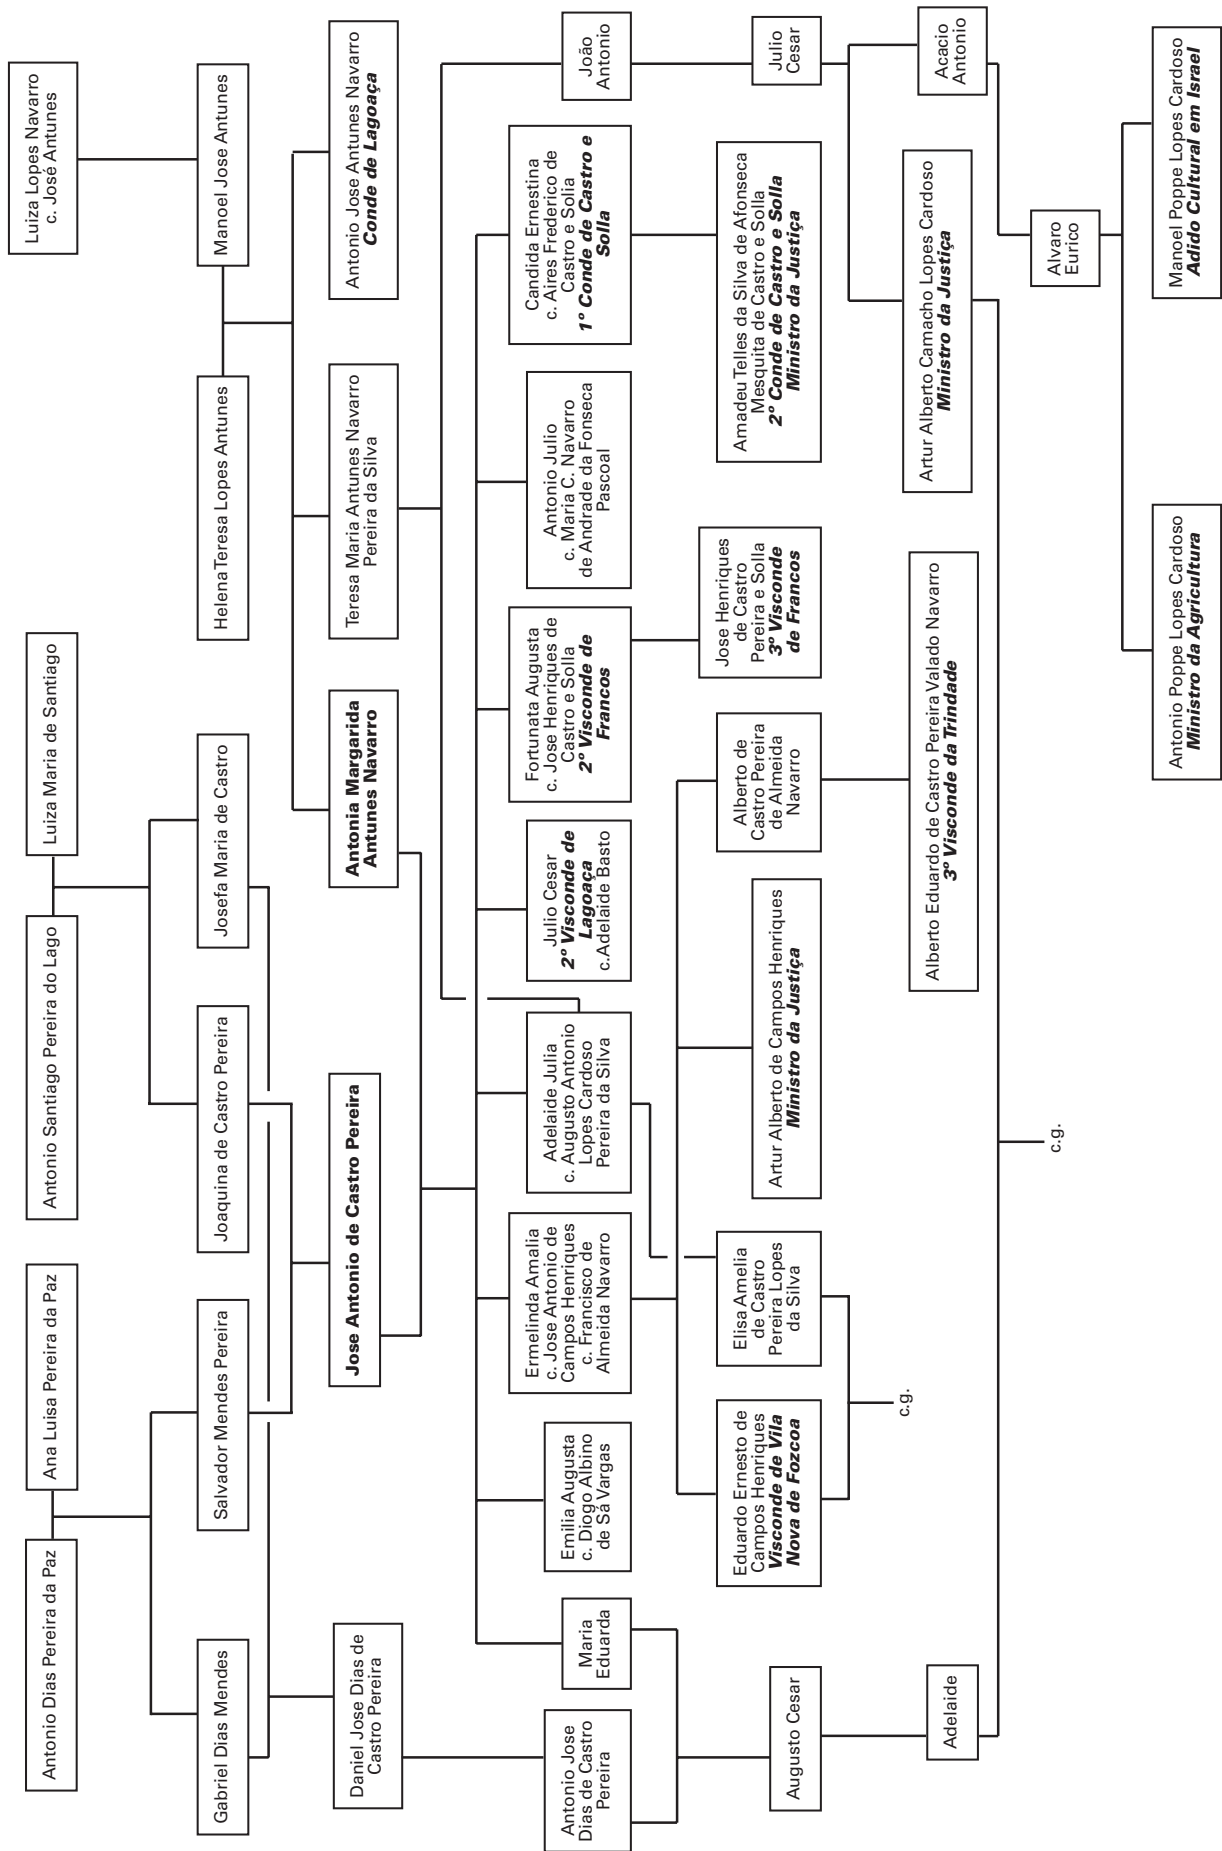 Antonio Dias Pereira da Paz
Ana Luisa Pereira da Paz
Antonio Santiago Pereira do Lago
Luiza Maria de Santiago
Luiza Lopes Navarro
c. José Antunes
Gabriel Dias Mendes
Salvador Mendes Pereira
Joaquina de Castro Pereira
Josefa Maria de Castro
Helena Teresa Lopes Antunes
Manoel Jose Antunes
Daniel Jose Dias de
Castro Pereira
Jose Antonio de Castro Pereira
Antonia Margarida
Antunes Navarro
Teresa Maria Antunes Navarro
Pereira da Silva
Antonio Jose Antunes Navarro
Conde de Lagoaça
Antonio Jose
Dias de Castro
Pereira
Maria
Eduarda
Emilia Augusta
c. Diogo Albino
de Sá Vargas
Ermelinda Amalia
c. Jose Antonio de
Campos Henriques
c. Francisco de
Almeida Navarro
Adelaide Julia
c. Augusto Antonio
Lopes Cardoso
Pereira da Silva
Julio Cesar
2º Visconde de
Lagoaça
c.Adelaide Basto
Fortunata Augusta
c. Jose Henriques de
Castro e Solla
2º Visconde de
Francos
Antonio Julio
c. Maria C. Navarro
de Andrade da Fonseca
Pascoal
Candida Ernestina
c. Aires Frederico de
Castro e Solia
1º Conde de Castro e
Solla
João
Antonio
Augusto Cesar
Eduardo Ernesto de
Campos Henriques
Visconde de Vila
Nova de Fozcoa
Elisa Amelia
de Castro
Pereira Lopes
da Silva
Artur Alberto de Campos Henriques
Ministro da Justiça
Alberto de
Castro Pereira
de Almeida
Navarro
Jose Henriques
de Castro
Pereira e Solla
3º Visconde
de Francos
Amadeu Telles da Silva de Afonseca
Mesquita de Castro e Solla
2º Conde de Castro e Solla
Ministro da Justiça
Julio
Cesar
Adelaide
c.g.
Alberto Eduardo de Castro Pereira Valado Navarro
3º Visconde da Trindade
Artur Alberto Camacho Lopes Cardoso
Ministro da Justiça
Acacio
Antonio
c.g.
Alvaro
Eurico
Antonio Poppe Lopes Cardoso
Ministro da Agricultura
Manoel Poppe Lopes Cardoso
Adido Cultural em Israel